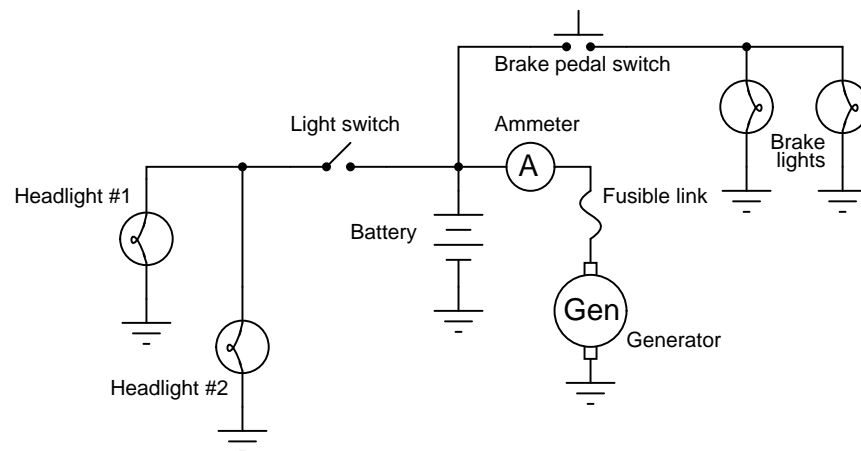 Brake pedal switch
Light switch
Ammeter
A
Brake
lights
Headlight #1
Fusible link
Battery
Gen
Generator
Headlight #2